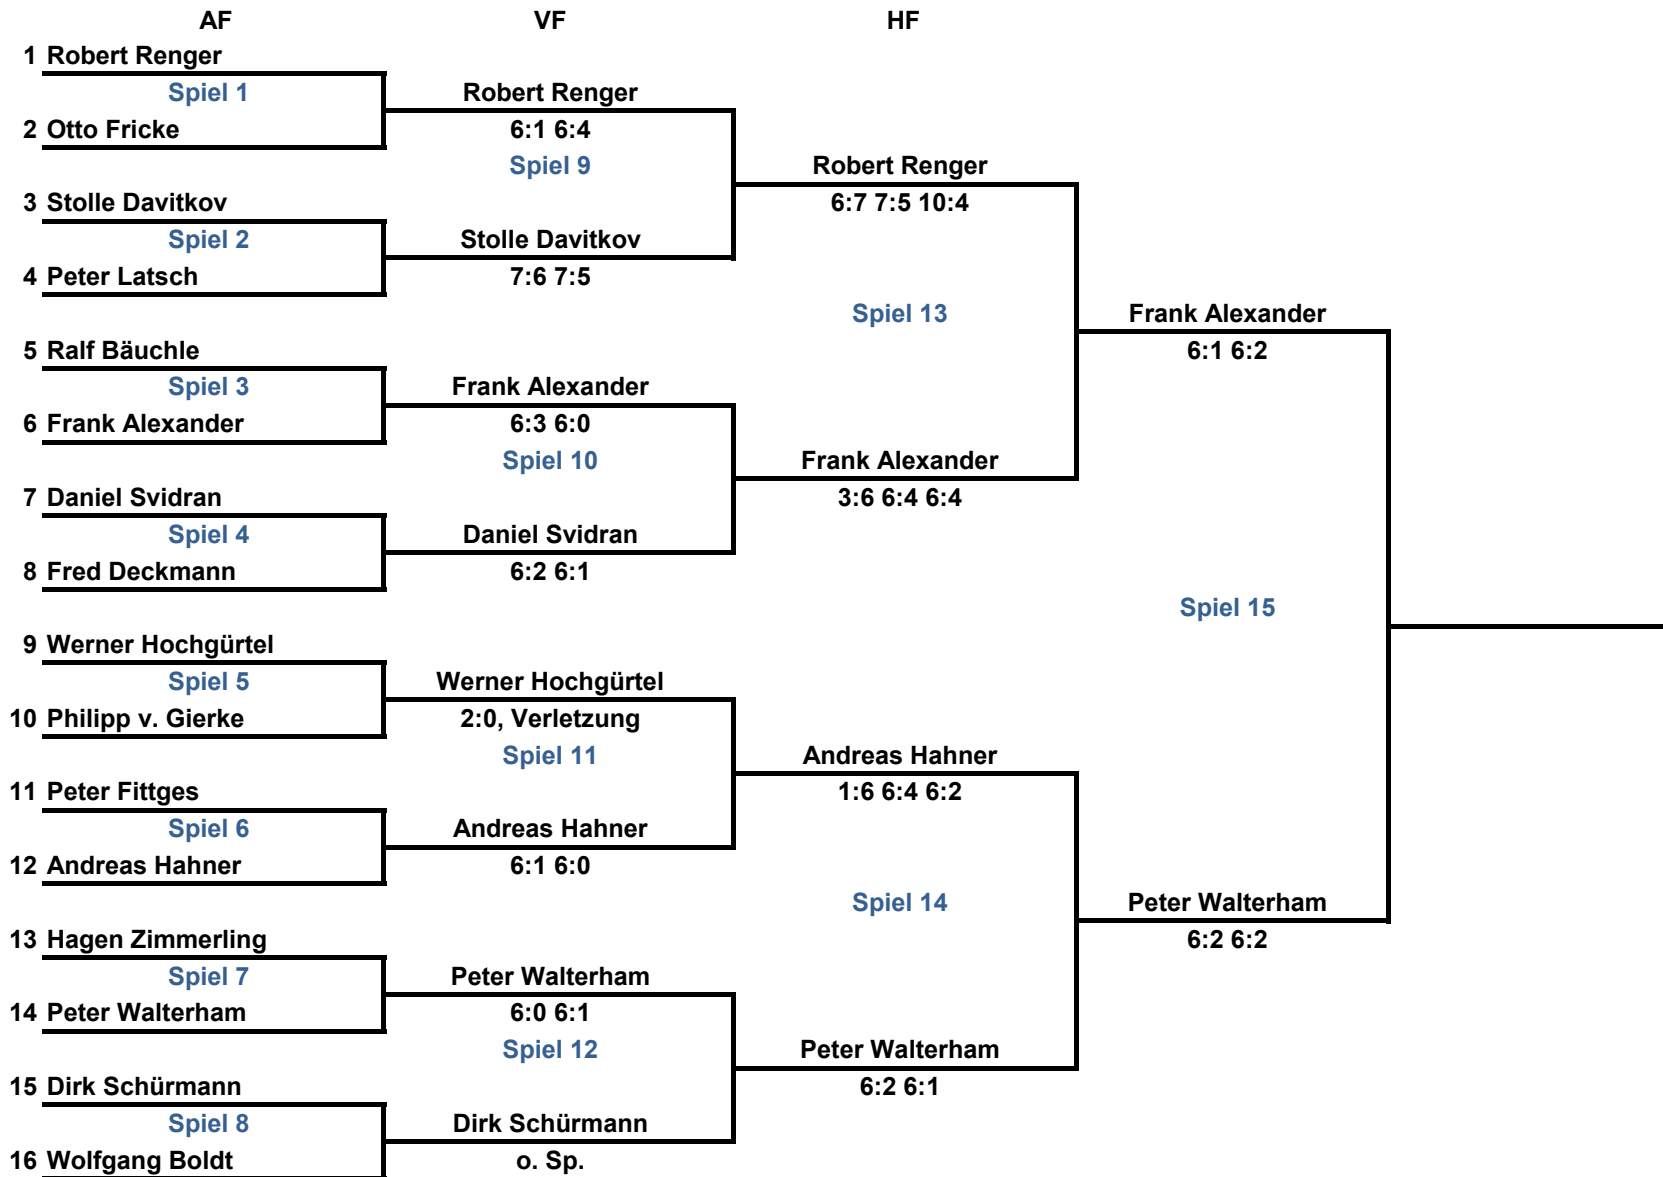 AF VF HF
1 Robert Renger
Spiel 1 Robert Renger
2 Otto Fricke 6:1 6:4
Spiel 9 Robert Renger
3 Stolle Davitkov 6:7 7:5 10:4
Spiel 2 Stolle Davitkov
4 Peter Latsch 7:6 7:5
Spiel 13 Frank Alexander
5 Ralf Bäuchle 6:1 6:2
Spiel 3 Frank Alexander
6 Frank Alexander 6:3 6:0
Spiel 10 Frank Alexander
7 Daniel Svidran 3:6 6:4 6:4
Spiel 4 Daniel Svidran
8 Fred Deckmann 6:2 6:1
Spiel 15
9 Werner Hochgürtel
Spiel 5 Werner Hochgürtel
10 Philipp v. Gierke 2:0, Verletzung
Spiel 11 Andreas Hahner
11 Peter Fittges 1:6 6:4 6:2
Spiel 6 Andreas Hahner
12 Andreas Hahner 6:1 6:0
Spiel 14 Peter Walterham
13 Hagen Zimmerling 6:2 6:2
Spiel 7 Peter Walterham
14 Peter Walterham 6:0 6:1
Spiel 12 Peter Walterham
15 Dirk Schürmann 6:2 6:1
Spiel 8 Dirk Schürmann
16 Wolfgang Boldt o. Sp.